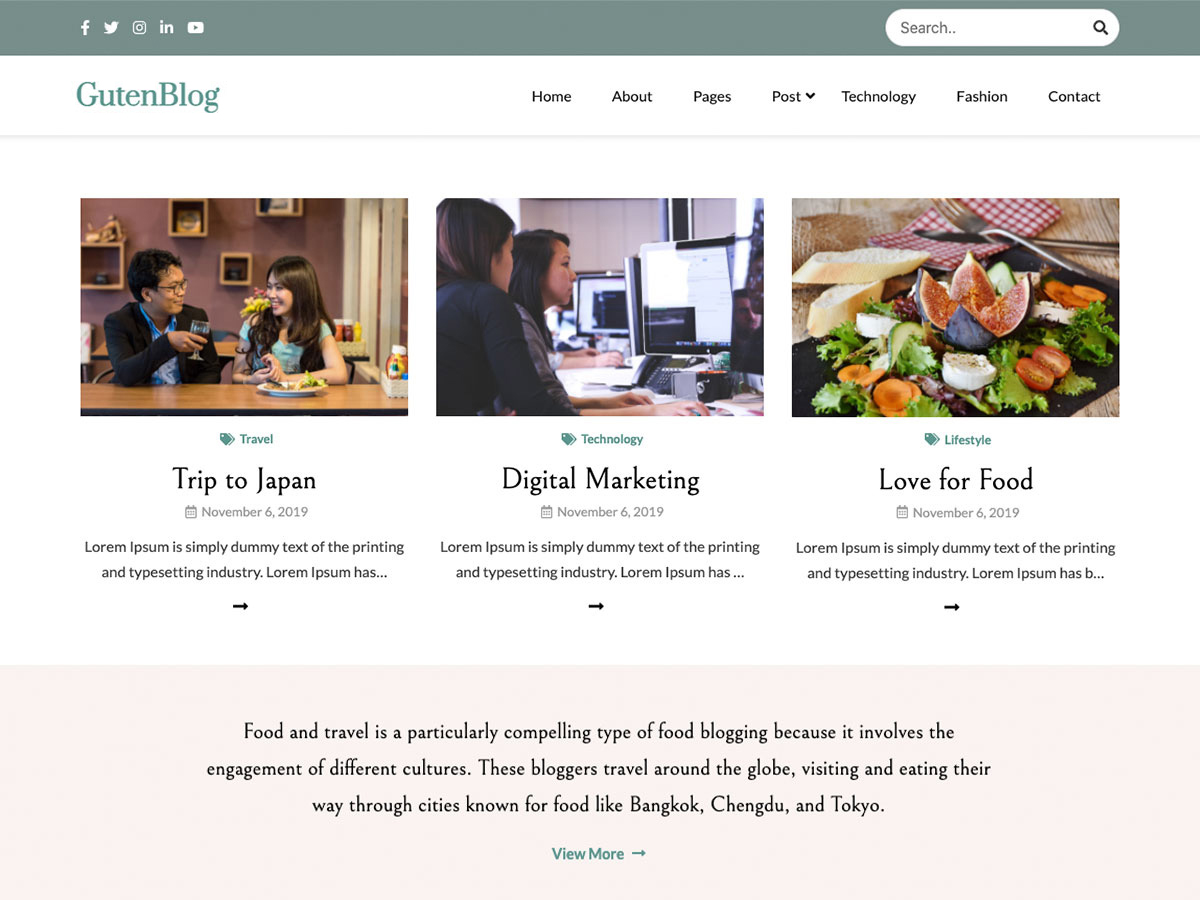 Search..
GutenBlog
Home About Pages Post Technology Fashion Contact
Travel
Trip to Japan
November 6, 2019
Lorem Ipsum is simply dummy text of the printing
and typesetting industry. Lorem Ipsum has...
Technology
Digital Marketing
November 6, 2019
Lorem Ipsum is simply dummy text of the printing
and typesetting industry. Lorem Ipsum has ...
Lifestyle
Love for Food
November 6, 2019
Lorem Ipsum is simply dummy text of the printing
and typesetting industry. Lorem Ipsum has b...
Food and travel is a particularly compelling type of food blogging because it involves the
engagement of different cultures. These bloggers travel around the globe, visiting and eating their
way through cities known for food like Bangkok, Chengdu, and Tokyo.
View More